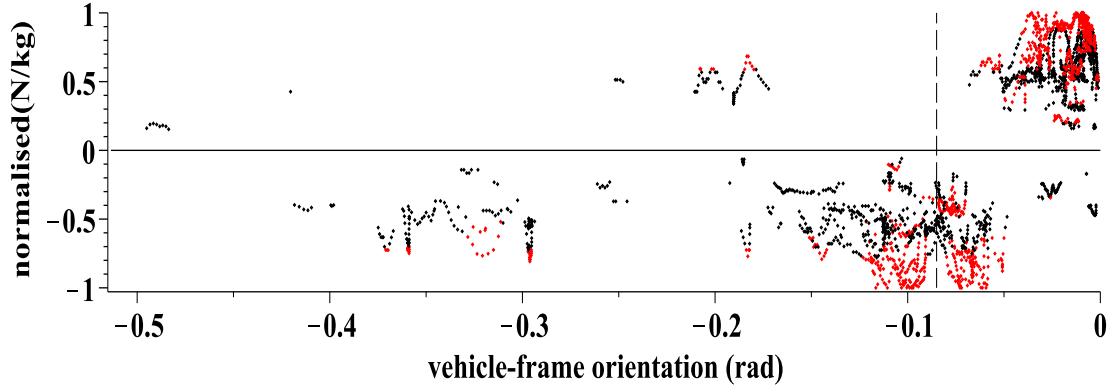 normalised(N/kg)
1
0.5
0
−0.5
−1
−0.5 −0.4 −0.3 −0.2 −0.1 0
vehicle-frame orientation (rad)